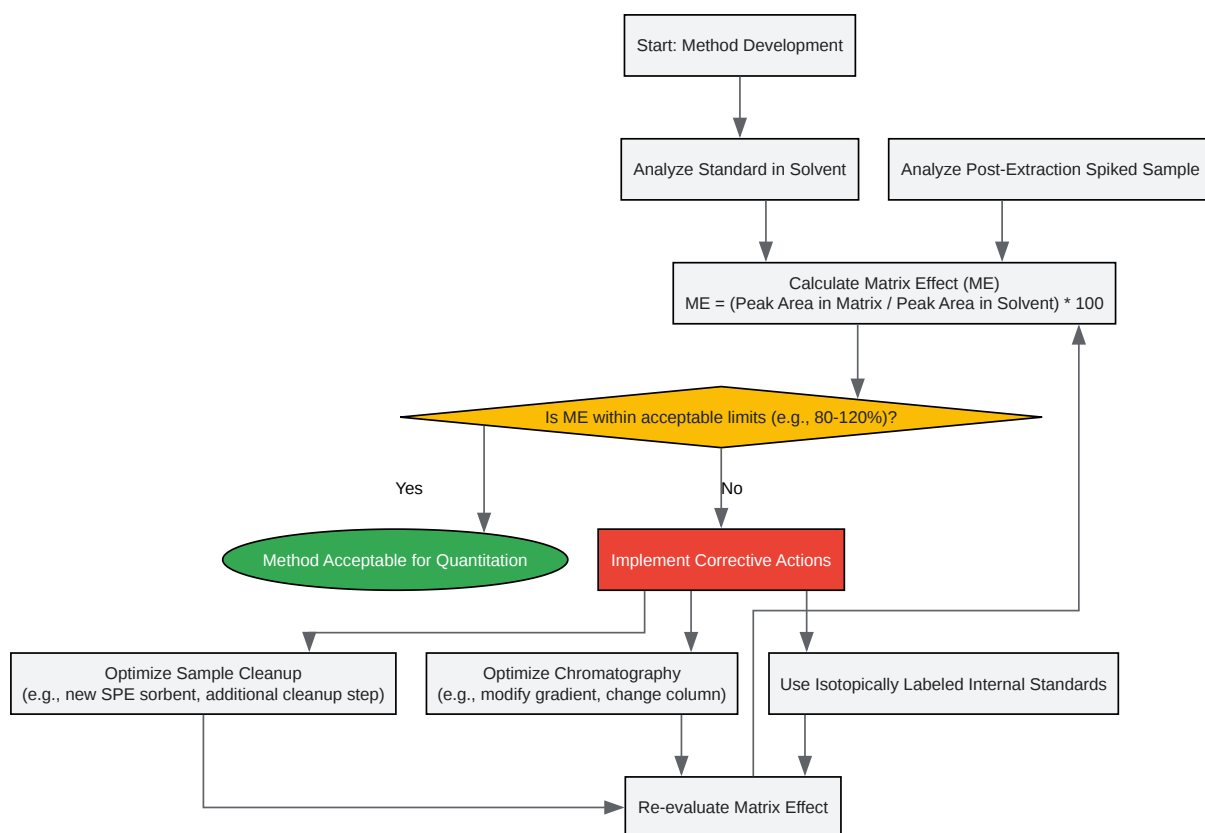 Start: Method Development
Analyze Standard in Solvent
Analyze Post-Extraction Spiked Sample
Calculate Matrix Effect (ME)
ME = (Peak Area in Matrix / Peak Area in Solvent) * 100
Is ME within acceptable limits (e.g., 80-120%)?
Yes
No
Method Acceptable for Quantitation
Implement Corrective Actions
Optimize Sample Cleanup
(e.g., new SPE sorbent, additional cleanup step)
Optimize Chromatography
(e.g., modify gradient, change column)
Use Isotopically Labeled Internal Standards
Re-evaluate Matrix Effect